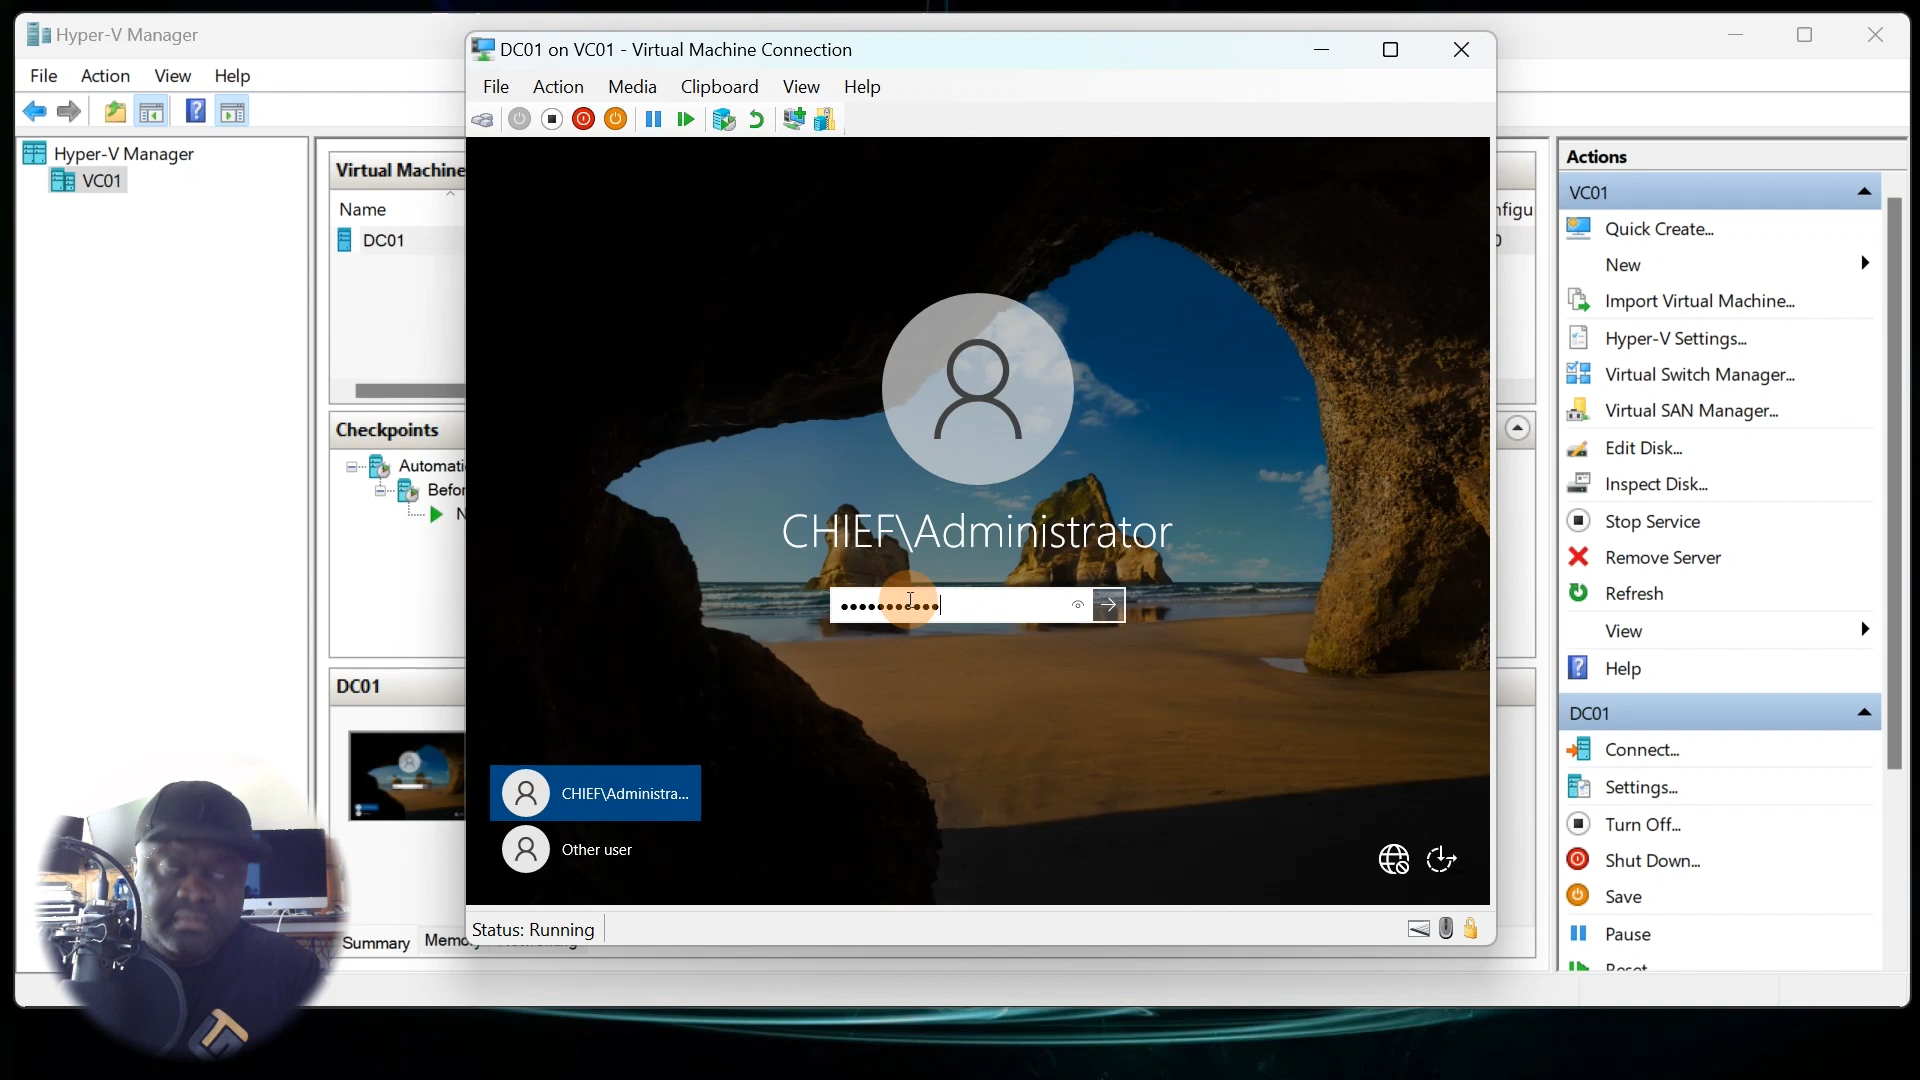 Hyper-V Manager
File Action View Help
Hyper-V Manager
VC01
Virtual Machine
Name
DC01
Checkpoints
Automati
Befor
N
DC01
Summary
DC01 on VC01 - Virtual Machine Connection
File Action Media Clipboard View Help
CHIEF\Administrator
CHIEF\Administra...
Other user
Status: Running
nfigu
Actions
VC01
Quick Create...
New
Import Virtual Machine...
Hyper-V Settings...
Virtual Switch Manager...
Virtual SAN Manager...
Edit Disk...
Inspect Disk...
Stop Service
Remove Server
Refresh
View
Help
DC01
Connect...
Settings...
Turn Off...
Shut Down...
Save
Pause
Reset